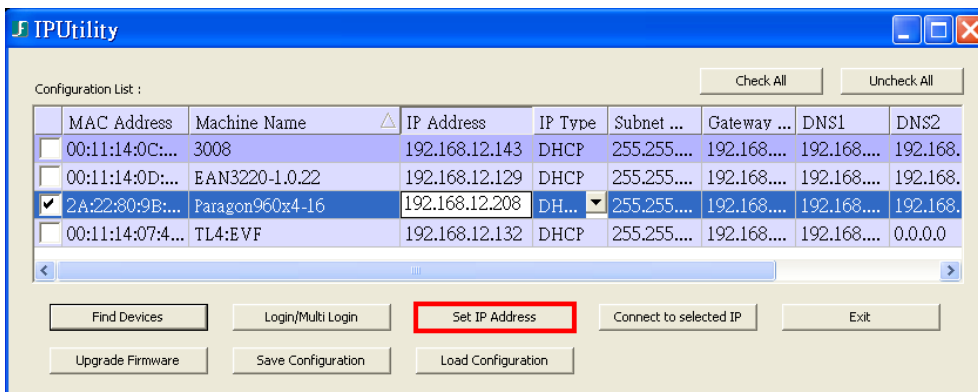 IPUtility
Check All Uncheck All
Configuration List :
MAC Address Machine Name IP Address IP Type Subnet ... Gateway ... DNS1 DNS2
00:11:14:0C:... 3008 192.168.12.143 DHCP 255.255.... 192.168.... 192.168.... 192.168.
00:11:14:0D:... EAN3220-1.0.22 192.168.12.129 DHCP 255.255.... 192.168.... 192.168.... 192.168.
2A:22:80:9B:... Paragon960x4-16 192.168.12.208 DH... 255.255.... 192.168.... 192.168.... 192.168.
00:11:14:07:4... TL4:EVF 192.168.12.132 DHCP 255.255.... 192.168.... 192.168.... 0.0.0.0
Find Devices Login/Multi Login Set IP Address Connect to selected IP Exit
Upgrade Firmware Save Configuration Load Configuration